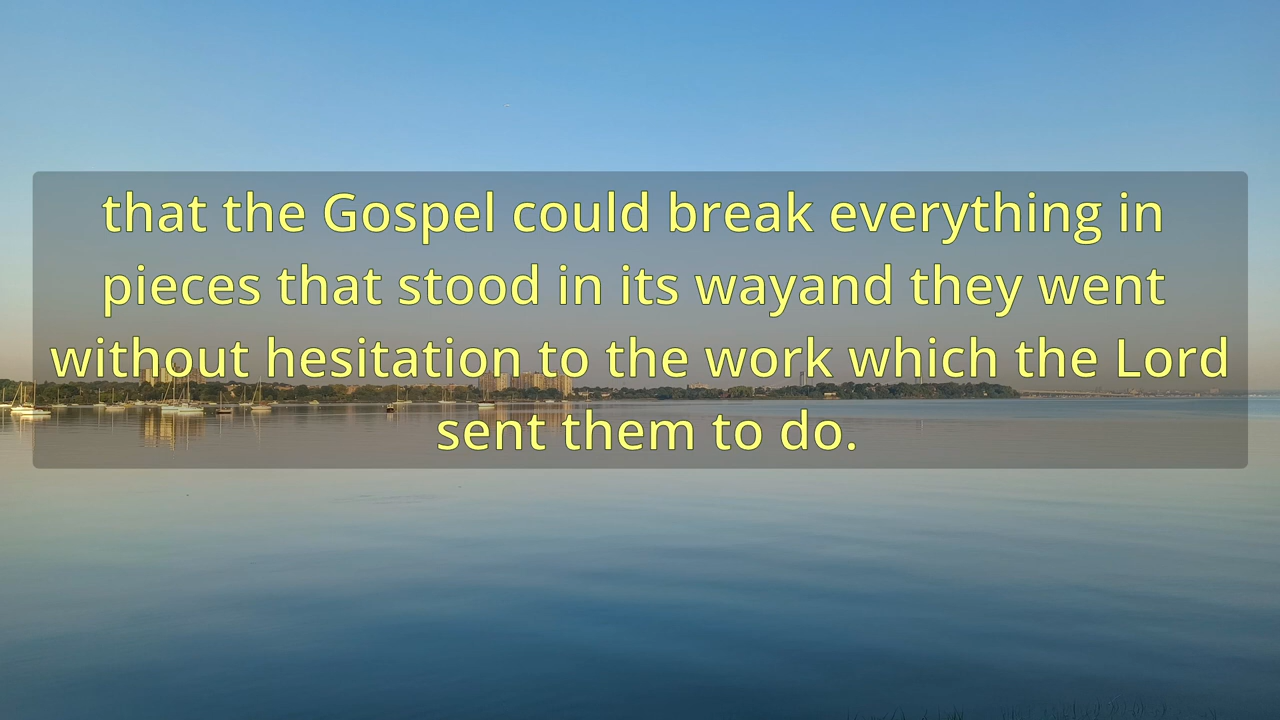 that the Gospel could break everything in
pieces that stood in its wayand they went
without hesitation to the work which the Lord
sent them to do.